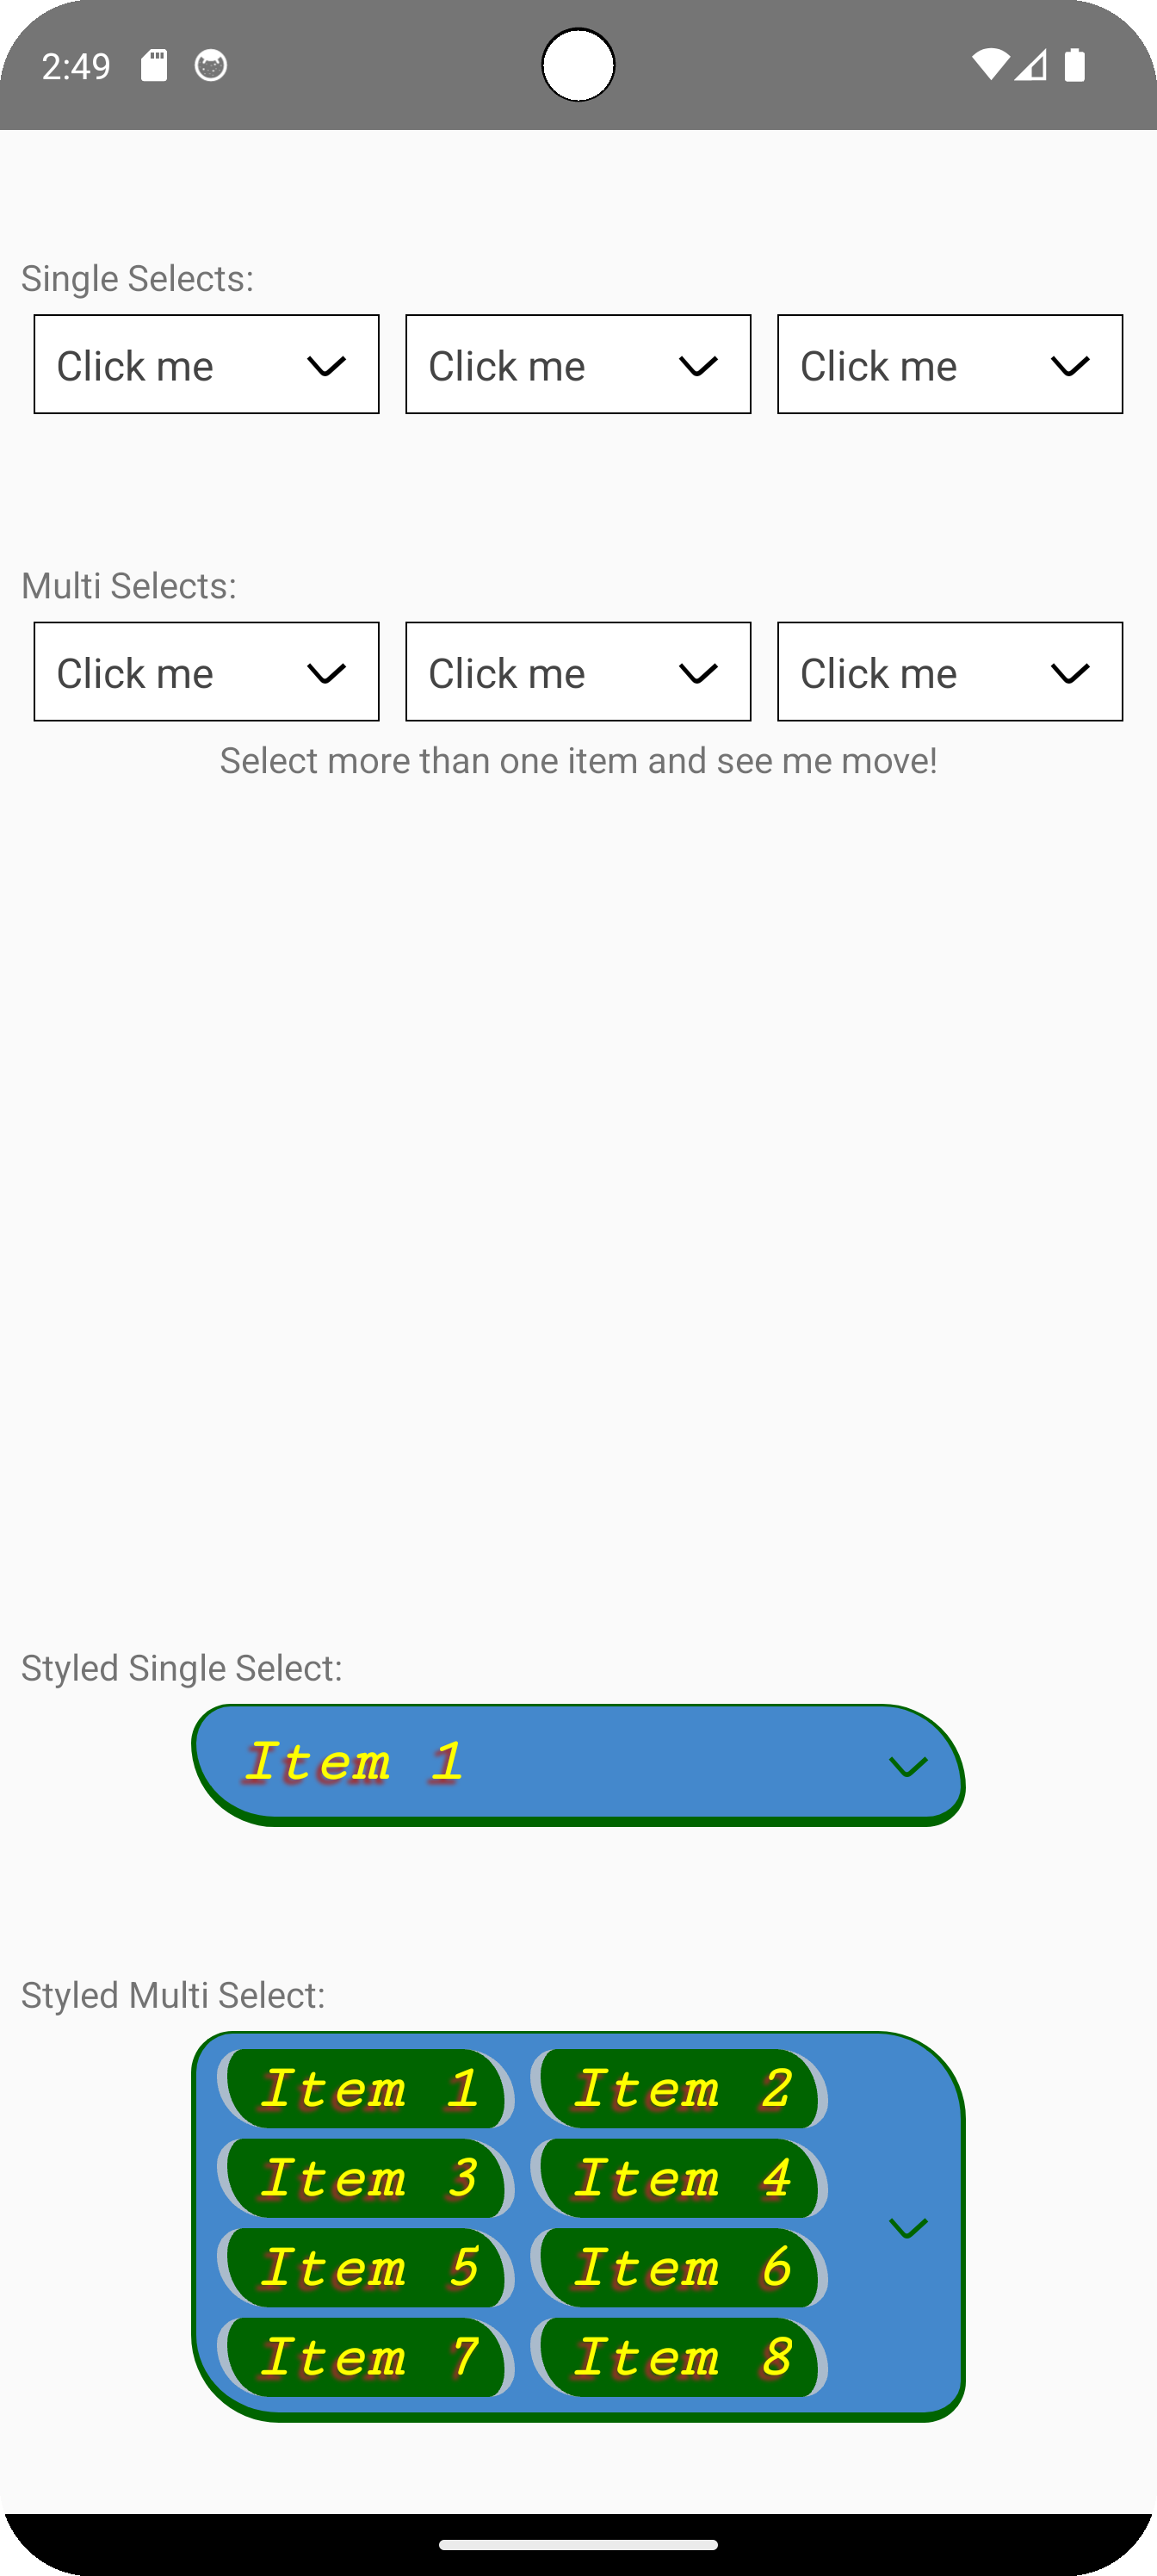 2:49
Single Selects:
Click me Click me Click me
Multi Selects:
Click me Click me Click me
Select more than one item and see me move!
Styled Single Select:
Item 1
Styled Multi Select:
Item 1 Item 2
Item 3 Item 4
Item 5 Item 6
Item 7 Item 8